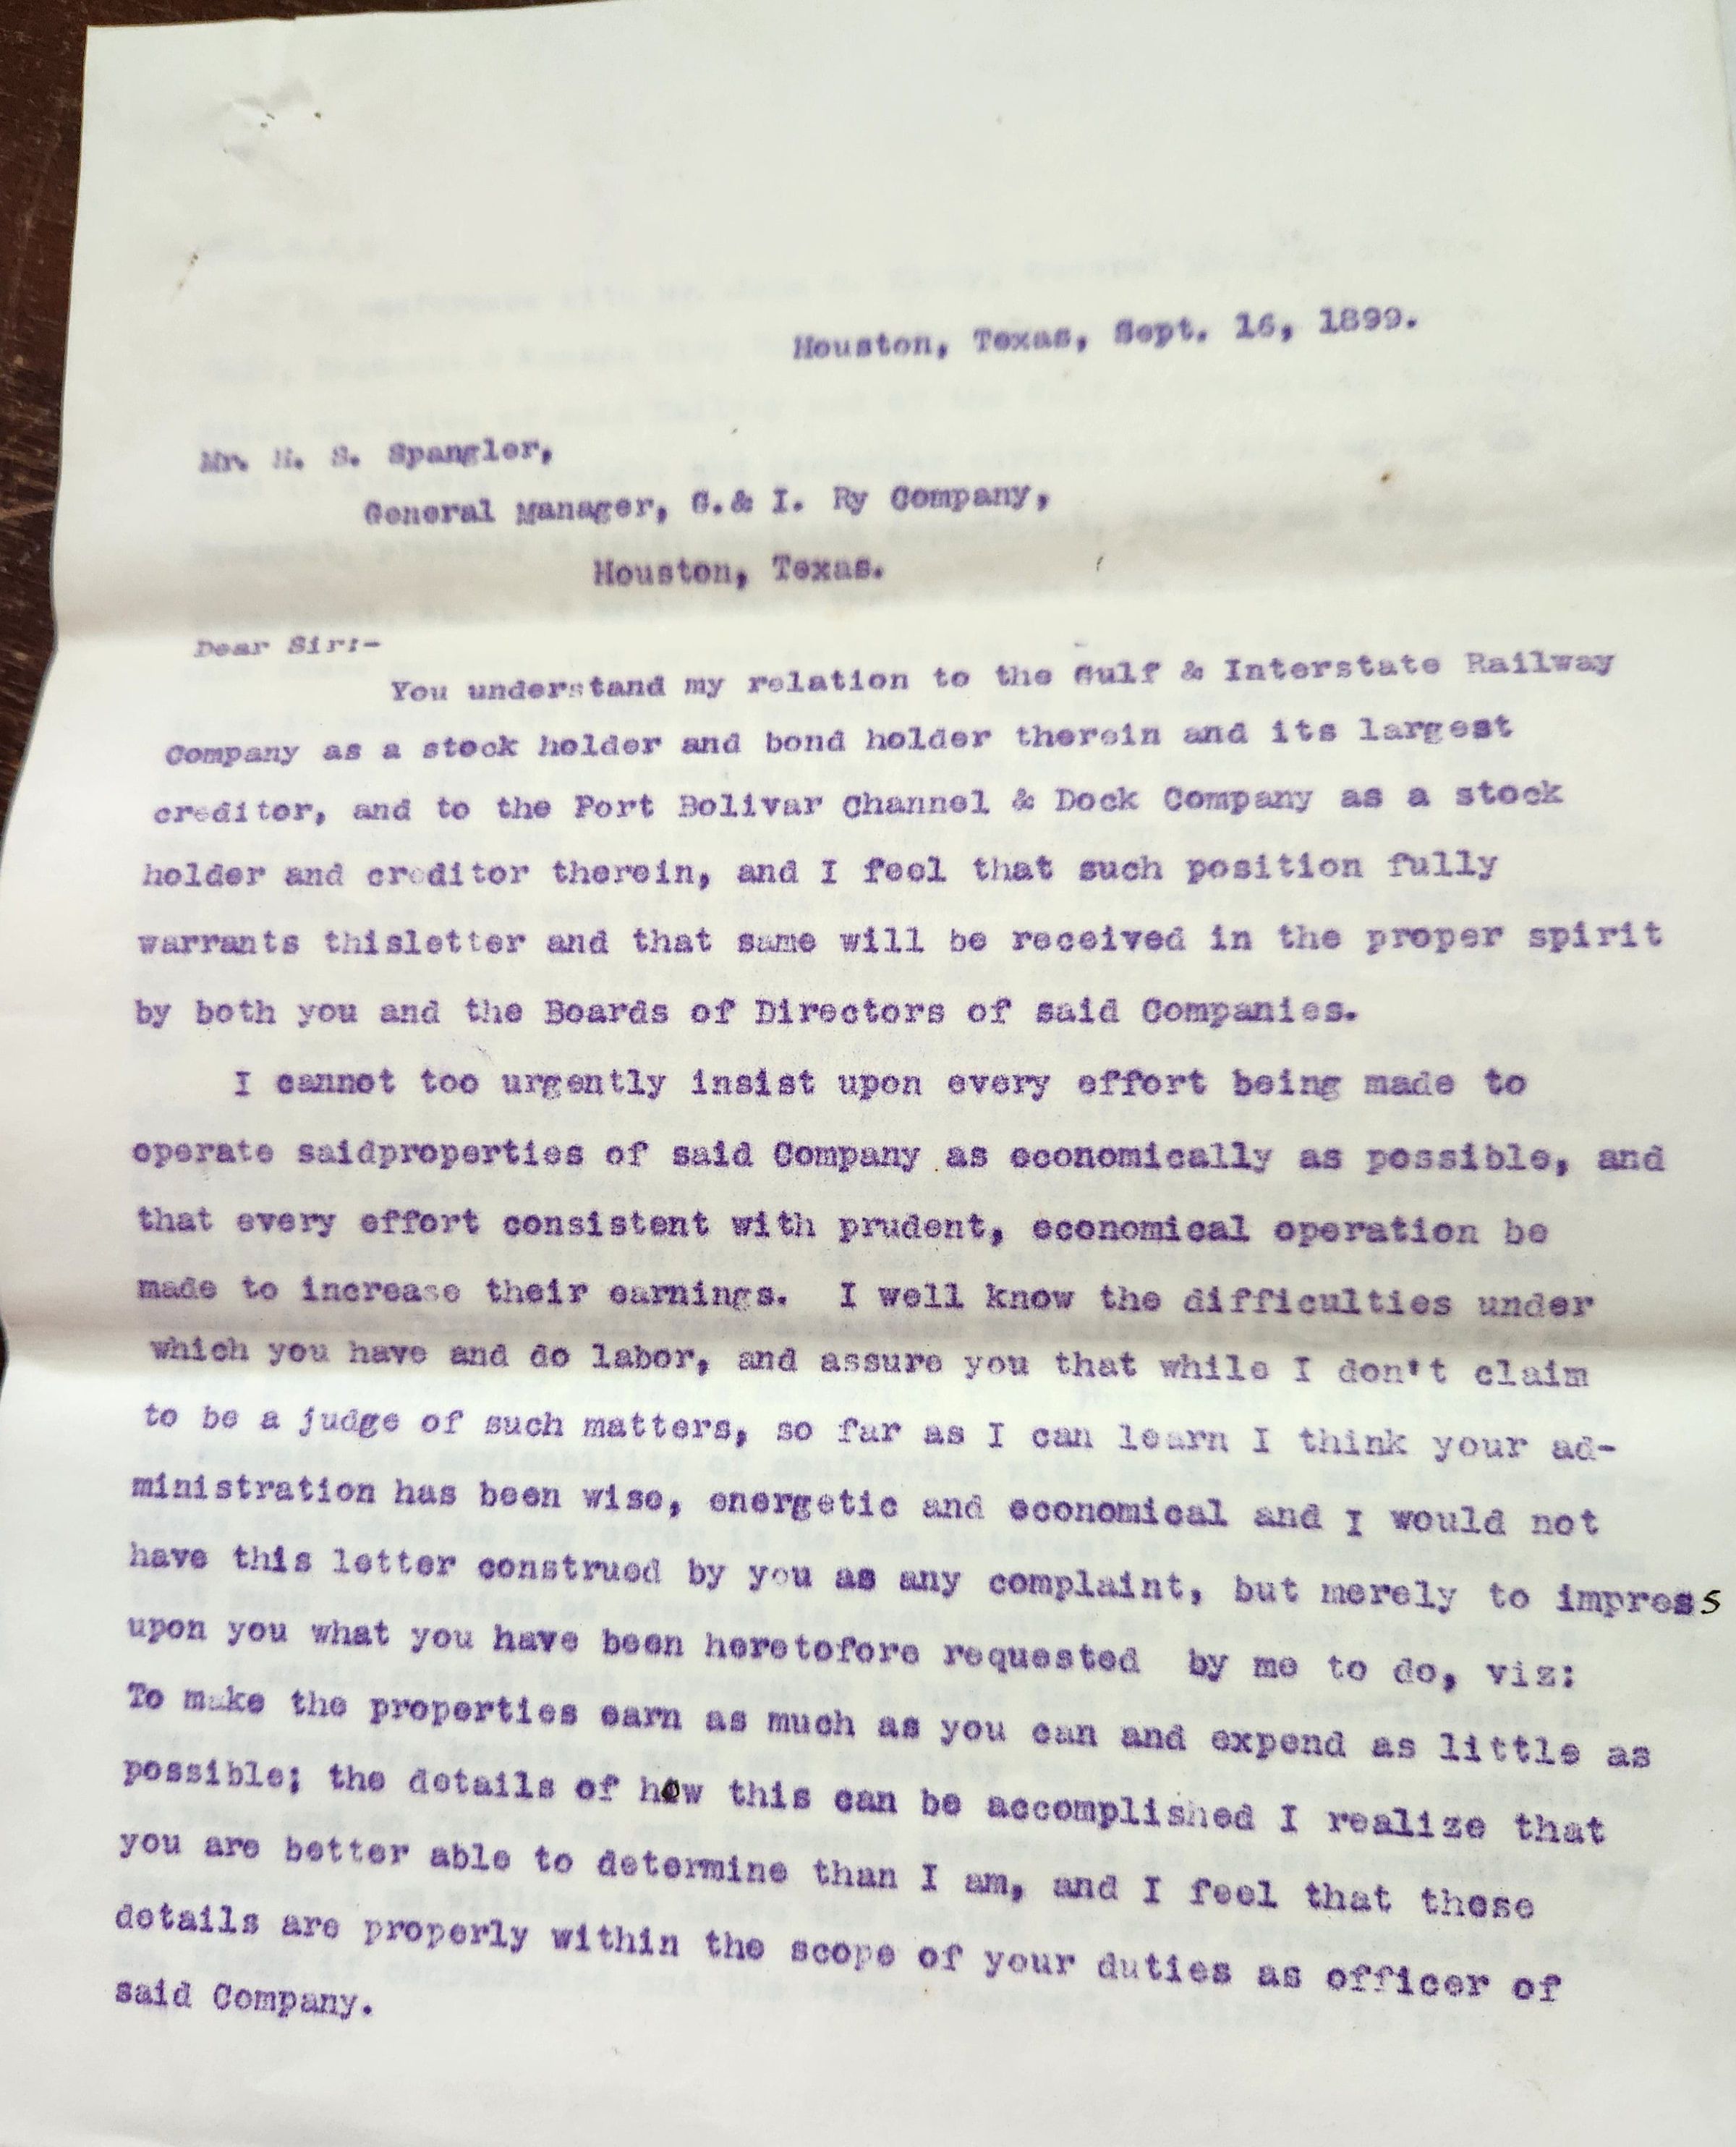 Houston, Texas, Sept. 16, 1899.
Mr. H. S. Spangler,
General Manager, G.& I. Ry Company,
Houston, Texas.
Dear Sir:-
You understand my relation to the Gulf & Interstate Railway
Company as a stock holder and bond holder therein and its largest
creditor, and to the Port Bolivar Channel & Dock Company as a stock
holder and creditor therein, and I feel that such position fully
warrants thisletter and that same will be received in the proper spirit
by both you and the Boards of Directors of said Companies.
I cannot too urgently insist upon every effort being made to
operate saidproperties of said Company as economically as possible, and
that every effort consistent with prudent, economical operation be
made to increase their earnings. I well know the difficulties under
which you have and do labor, and assure you that while I don't claim
to be a judge of such matters, so far as I can learn I think your ad-
ministration has been wise, energetic and economical and I would not
have this letter construed by you as any complaint, but merely to impress
upon you what you have been heretofore requested by me to do, viz:
To make the properties earn as much as you can and expend as little as
possible; the details of how this can be accomplished I realize that
you are better able to determine than I am, and I feel that these
details are properly within the scope of your duties as officer of
said Company.